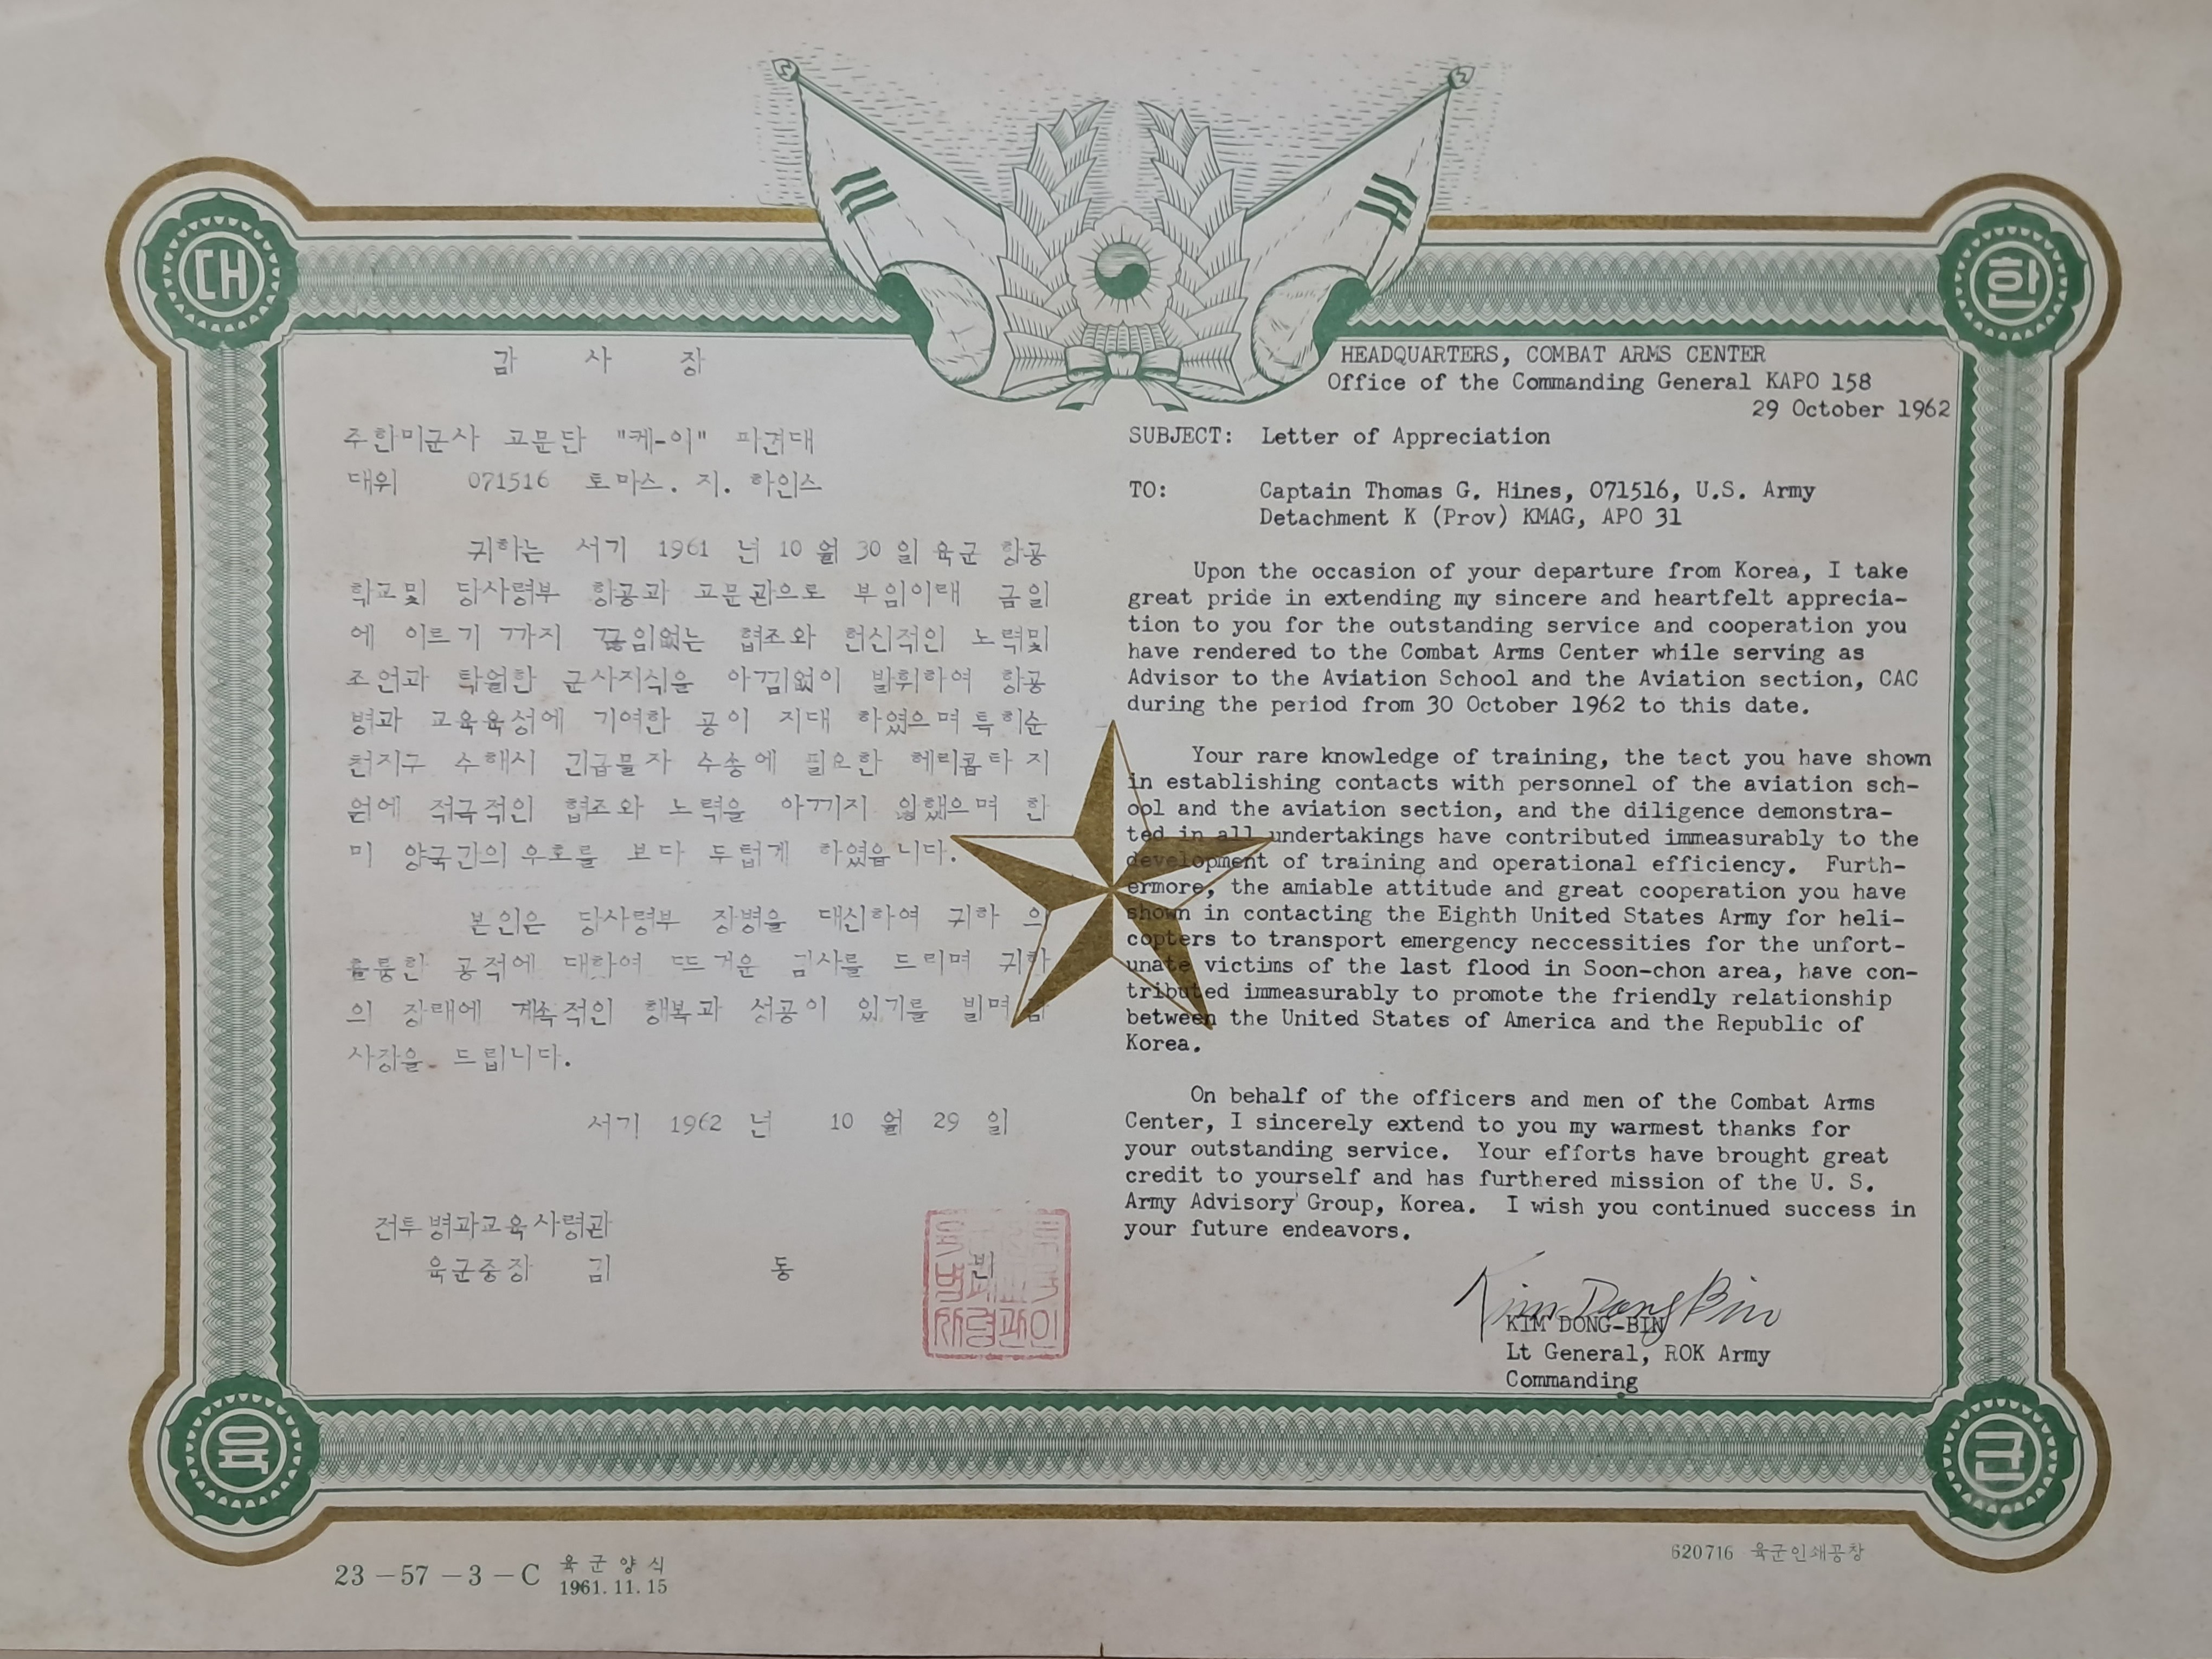 대
한
감 사 장
주한미군사 고문단 "케-이" 파견대
대위 071516 토마스. 지. 하인스
귀하는 서기 1961 년 10 월 30 일 육군 항공
학교및 당사령부 항공과 고문관으로 부임이래 금일
에 이르기 까지 끊임없는 협조와 헌신적인 노력및
조언과 탁월한 군사지식을 아낌없이 발휘하여 항공
병과 교육육성에 기여한 공이 지대 하였으며 특히순
천지구 수해시 긴급물자 수송에 필요한 헤리콥타 지
원에 적극적인 협조와 노력을 아끼지 않했으며 한
미 양국간의 우호를 보다 두텁게 하였읍니다.
본인은 당사령부 장병을 대신하여 귀하 의
훌륭한 공적에 대하여 뜨거운 감사를 드리며 귀하
의 장래에 계속적인 행복과 성공이 있기를 빌며 감
사장을 드립니다.
서기 1962 년 10 월 29 일
전투병과교육사령관
육군중장 김 동 빈
HEADQUARTERS, COMBAT ARMS CENTER
Office of the Commanding General KAPO 158
29 October 1962
SUBJECT: Letter of Appreciation
TO: Captain Thomas G. Hines, 071516, U.S. Army
Detachment K (Prov) KMAG, APO 31
Upon the occasion of your departure from Korea, I take
great pride in extending my sincere and heartfelt apprecia-
tion to you for the outstanding service and cooperation you
have rendered to the Combat Arms Center while serving as
Advisor to the Aviation School and the Aviation section, CAC
during the period from 30 October 1962 to this date.
Your rare knowledge of training, the tact you have shown
in establishing contacts with personnel of the aviation sch-
ool and the aviation section, and the diligence demonstra-
ted in all undertakings have contributed immeasurably to the
development of training and operational efficiency. Furth-
ermore, the amiable attitude and great cooperation you have
shown in contacting the Eighth United States Army for heli-
copters to transport emergency neccessities for the unfort-
unate victims of the last flood in Soon-chon area, have con-
tributed immeasurably to promote the friendly relationship
between the United States of America and the Republic of
Korea.
On behalf of the officers and men of the Combat Arms
Center, I sincerely extend to you my warmest thanks for
your outstanding service. Your efforts have brought great
credit to yourself and has furthered mission of the U. S.
Army Advisory Group, Korea. I wish you continued success in
your future endeavors.
Kim Dong Bin
KIM DONG-BIN
Lt General, ROK Army
Commanding
육
군
23-57-3-C 육군양식
1961.11.15
620716 육군인쇄공창